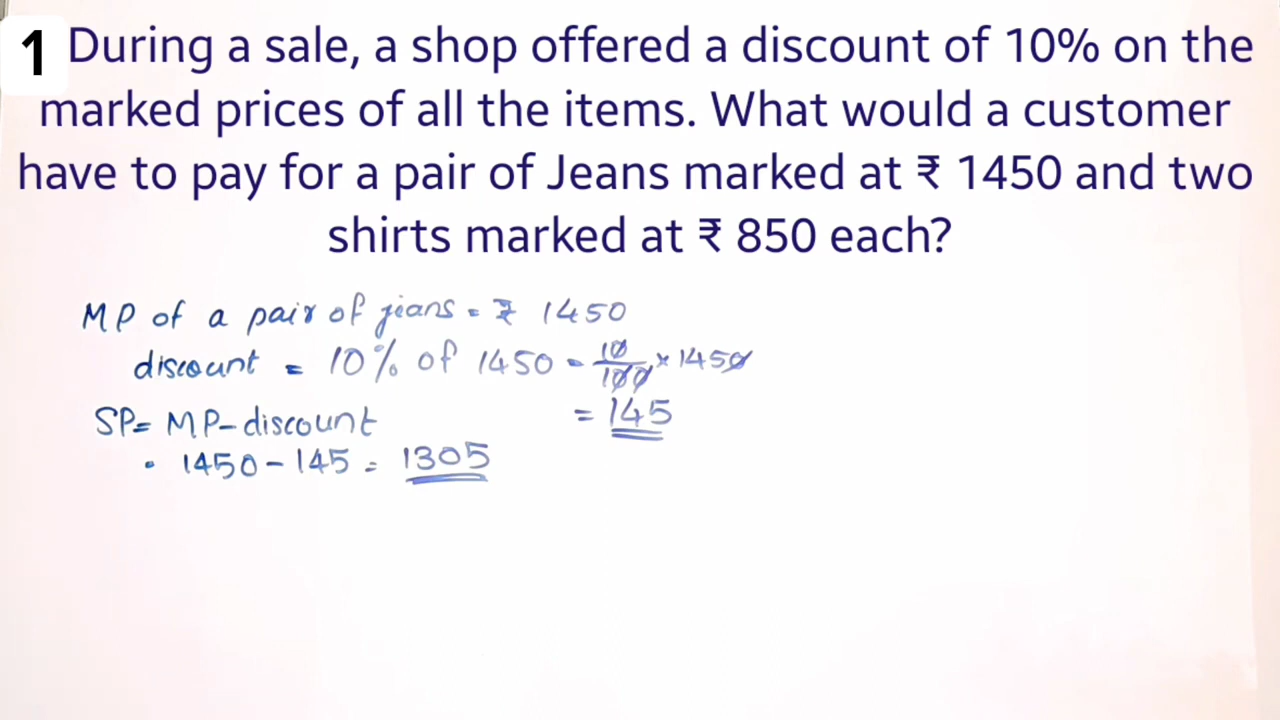 1 During a sale, a shop offered a discount of 10% on the
marked prices of all the items. What would a customer
have to pay for a pair of Jeans marked at ₹ 1450 and two
shirts marked at ₹ 850 each?
MP of a pair of jeans = ₹ 1450
discount = 10% of 1450 = 10/100 × 1450
SP = MP - discount = 145
= 1450 - 145 = 1305